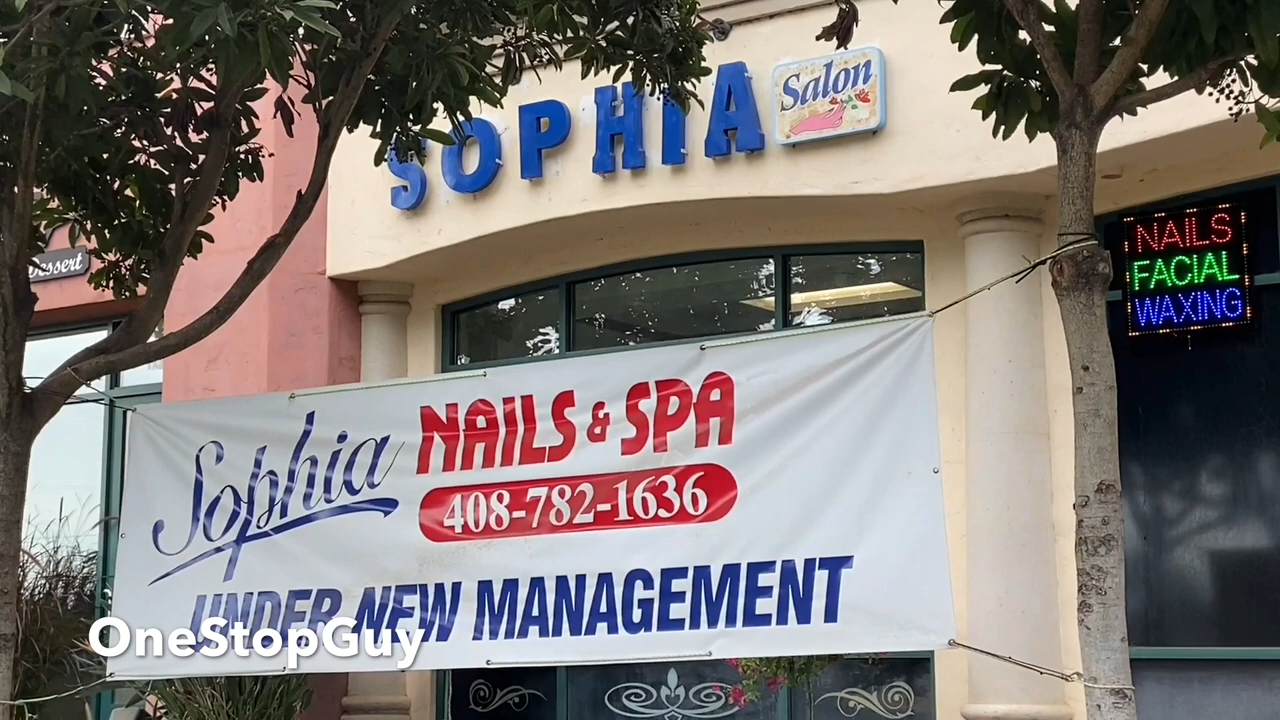 SOPHIA
Salon
Dessert
NAILS
FACIAL
WAXING
Sophia NAILS & SPA
408-782-1636
UNDER NEW MANAGEMENT
OneStopGuy